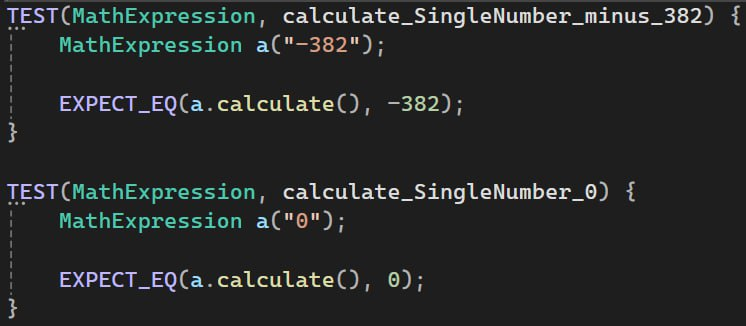 TEST(MathExpression, calculate_SingleNumber_minus_382) {
    MathExpression a("-382");

    EXPECT_EQ(a.calculate(), -382);
}

TEST(MathExpression, calculate_SingleNumber_0) {
    MathExpression a("0");

    EXPECT_EQ(a.calculate(), 0);
}